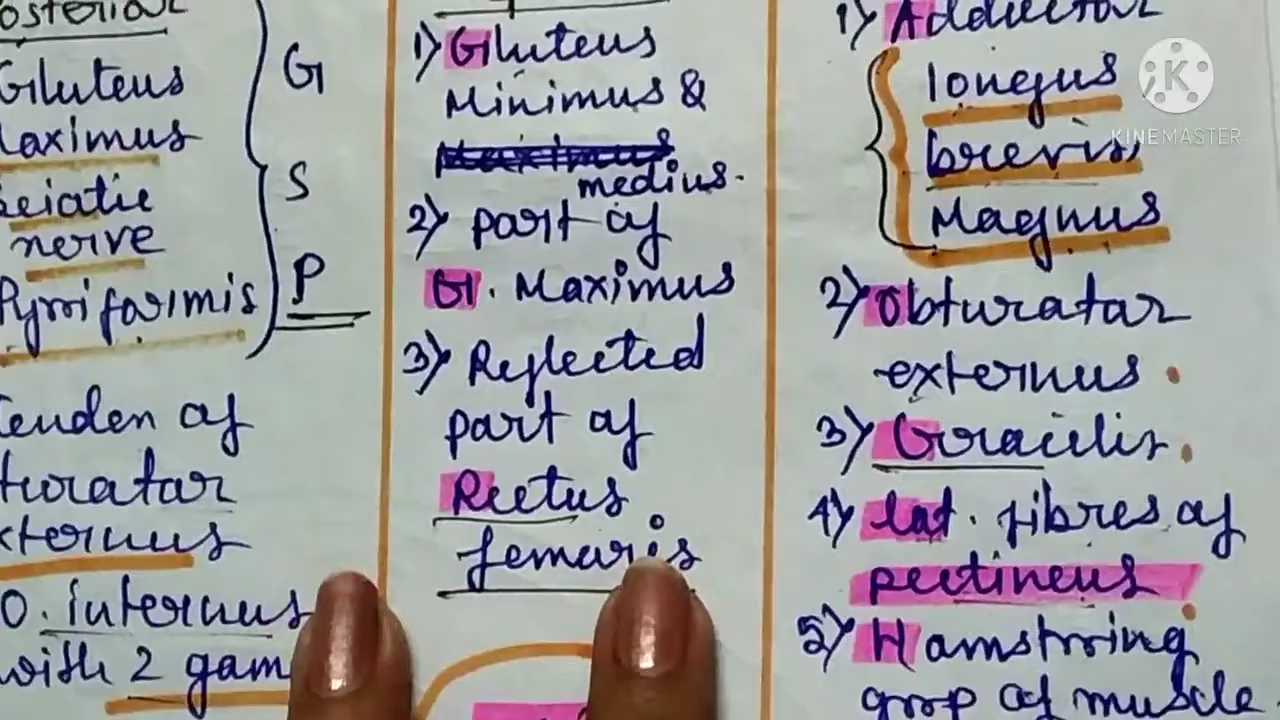 Gluteus
Maximus
Sciatic
nerve
Pyriformis
G
S
P
Tenden of
turatar
xternus
O. internus
with 2 gam
1) Gluteus
Minimus &
Maximus
medius.
2) part of
Gl. Maximus
3) Reflected
part of
Rectus
femoris
1) Adductor
longus
brevis,
Magnus
2) Obturatar
externus.
3) Gracilis.
4) lat. fibres of
pectineus
5) Hamstring
grop of muscle
K
KINEMASTER